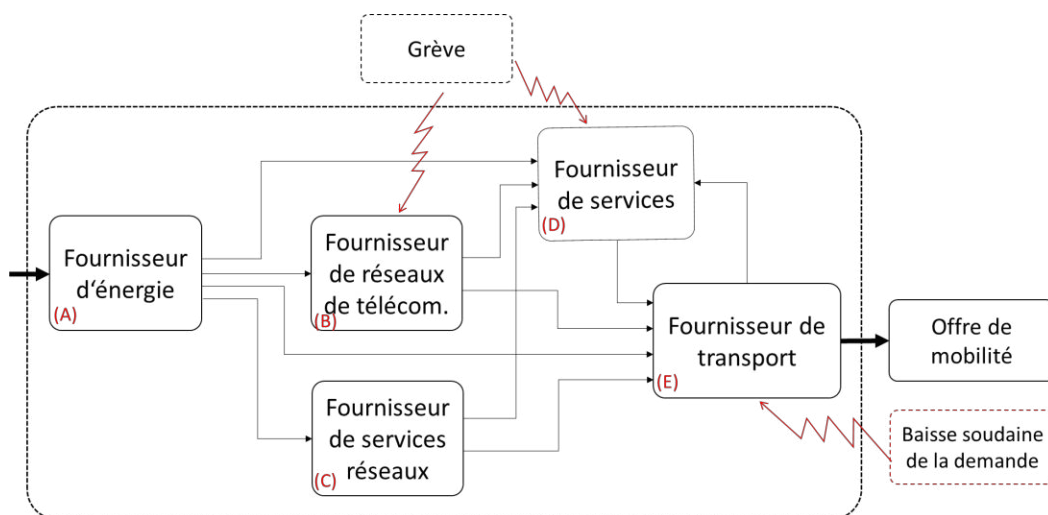 Grève
Fournisseur
de services
(D)
Fournisseur
d‘énergie
(A)
Fournisseur
de réseaux
de télécom.
(B)
Fournisseur de
transport
(E)
Offre de
mobilité
Fournisseur
de services
réseaux
(C)
Baisse soudaine
de la demande